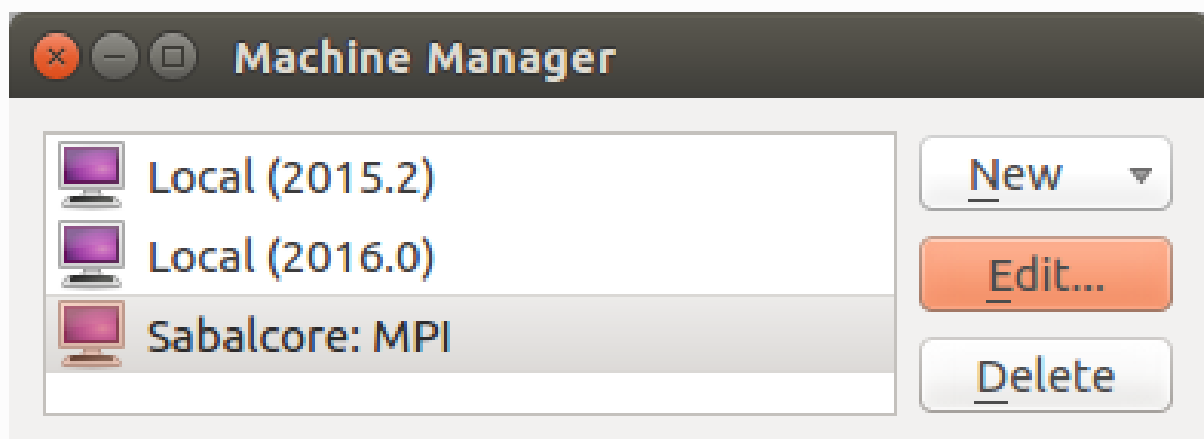 Machine Manager
Local (2015.2)
Local (2016.0)
Sabalcore: MPI
New
Edit...
Delete